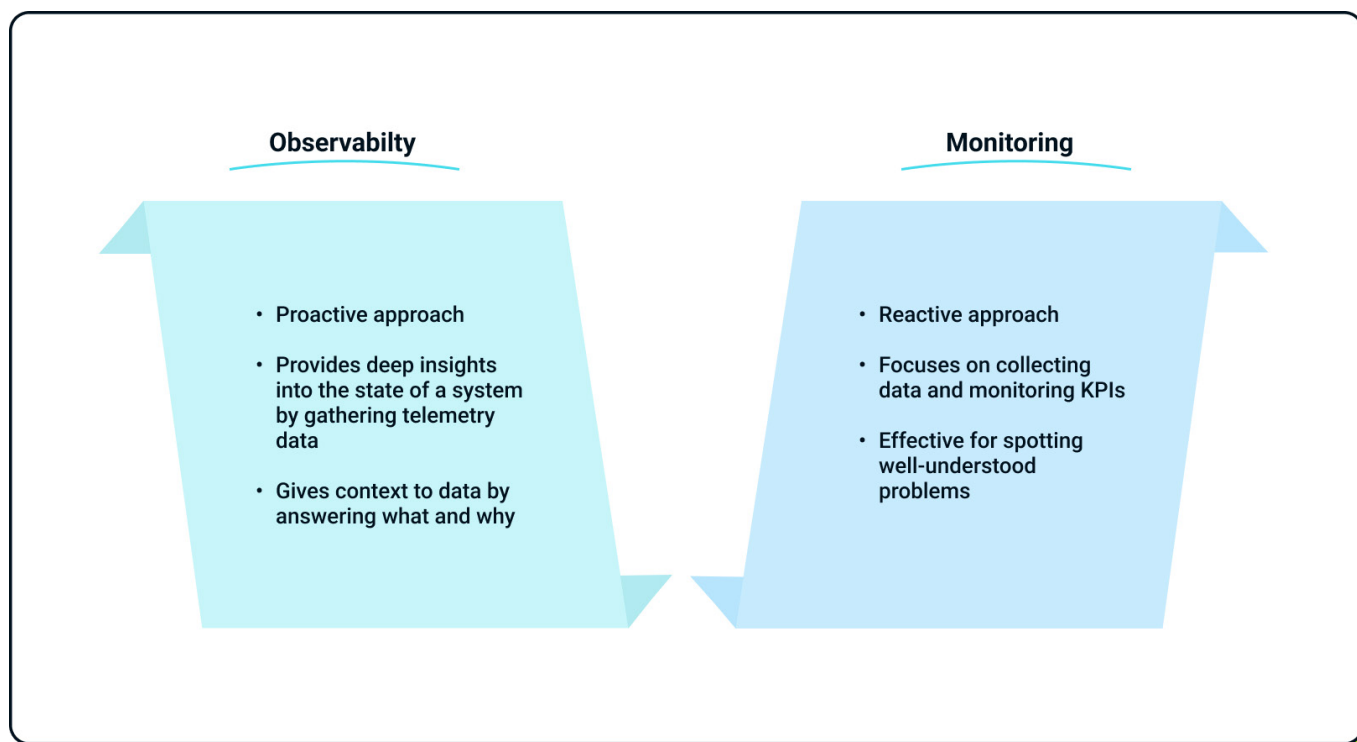 Observabilty
• Proactive approach
• Provides deep insights
into the state of a system
by gathering telemetry
data
• Gives context to data by
answering what and why
Monitoring
• Reactive approach
• Focuses on collecting
data and monitoring KPIs
• Effective for spotting
well-understood
problems